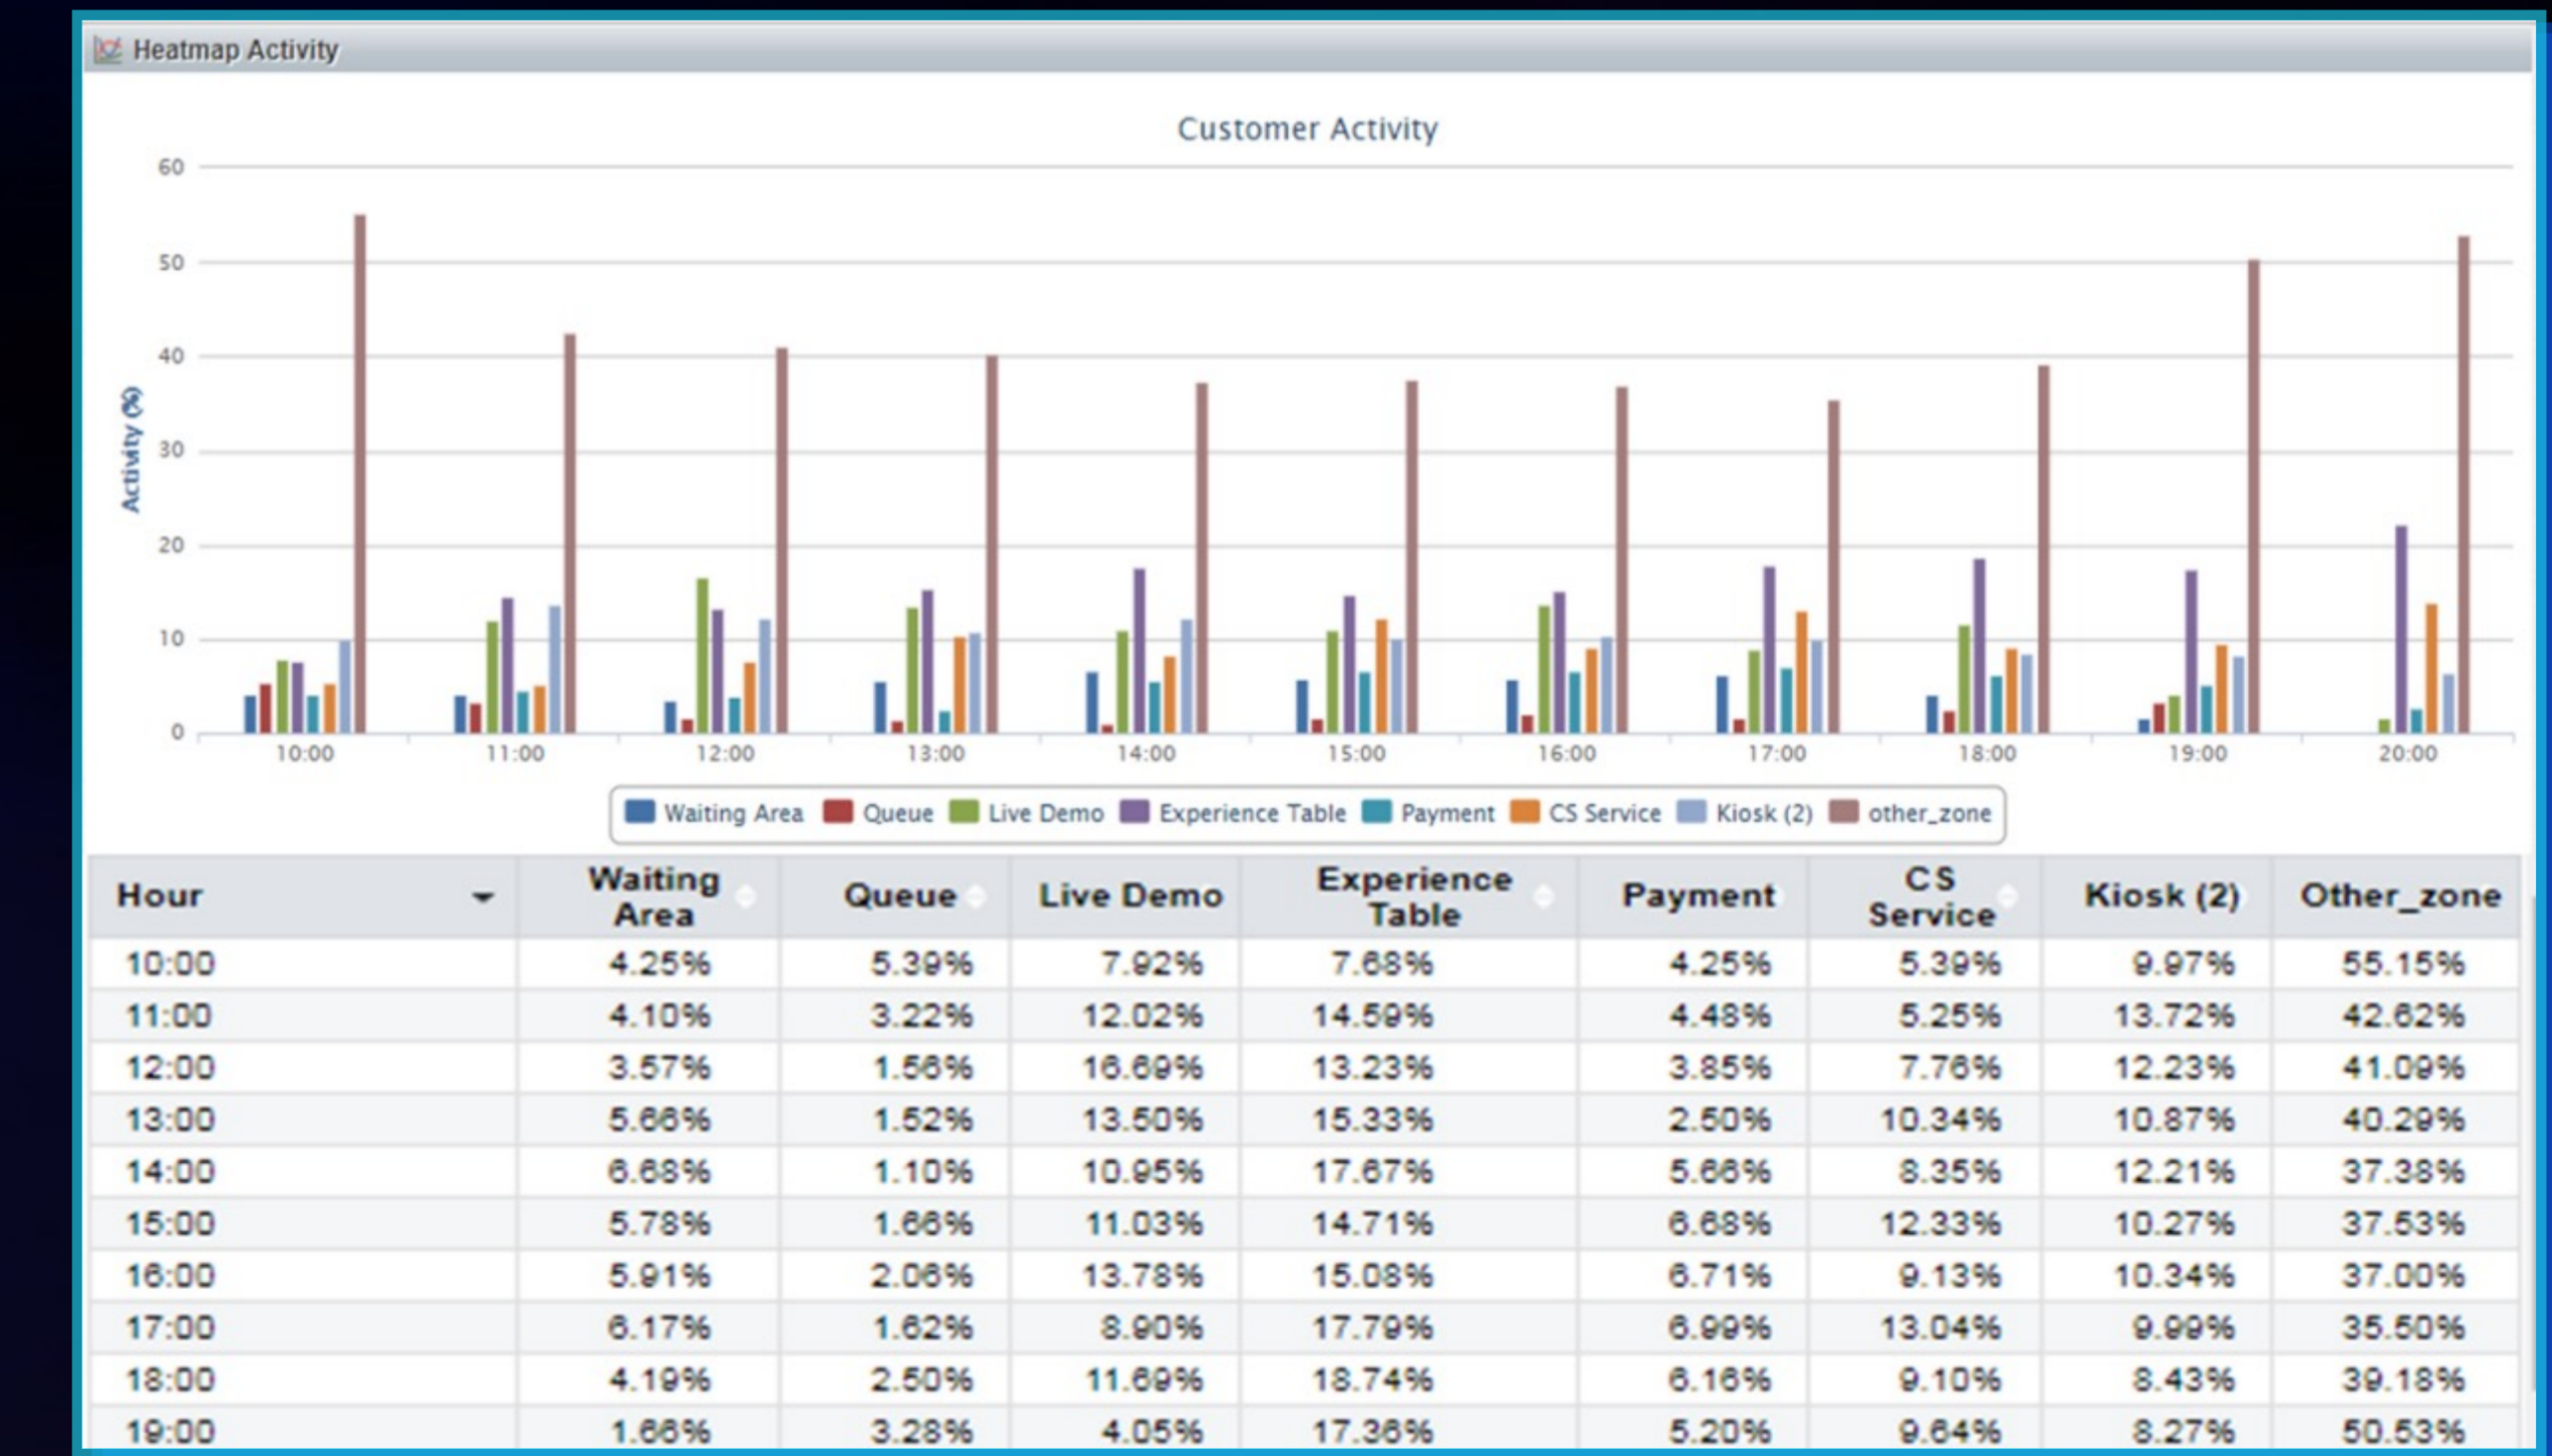 Heatmap Activity
Customer Activity
60
50
40
30
20
10
0
Activity (%)
10:00 11:00 12:00 13:00 14:00 15:00 16:00 17:00 18:00 19:00 20:00
Waiting Area Queue Live Demo Experience Table Payment CS Service Kiosk (2) other_zone
Hour Waiting Area Queue Live Demo Experience Table Payment CS Service Kiosk (2) Other_zone
10:00 4.25% 5.39% 7.92% 7.68% 4.25% 5.39% 9.97% 55.15%
11:00 4.10% 3.22% 12.02% 14.59% 4.48% 5.25% 13.72% 42.62%
12:00 3.57% 1.56% 16.69% 13.23% 3.85% 7.76% 12.23% 41.09%
13:00 5.66% 1.52% 13.50% 15.33% 2.50% 10.34% 10.87% 40.29%
14:00 6.68% 1.10% 10.95% 17.67% 5.66% 8.35% 12.21% 37.38%
15:00 5.78% 1.66% 11.03% 14.71% 6.68% 12.33% 10.27% 37.53%
16:00 5.91% 2.06% 13.78% 15.08% 6.71% 9.13% 10.34% 37.00%
17:00 6.17% 1.62% 8.90% 17.79% 6.99% 13.04% 9.99% 35.50%
18:00 4.19% 2.50% 11.69% 18.74% 6.16% 9.10% 8.43% 39.18%
19:00 1.66% 3.28% 4.05% 17.36% 5.20% 9.64% 8.27% 50.53%